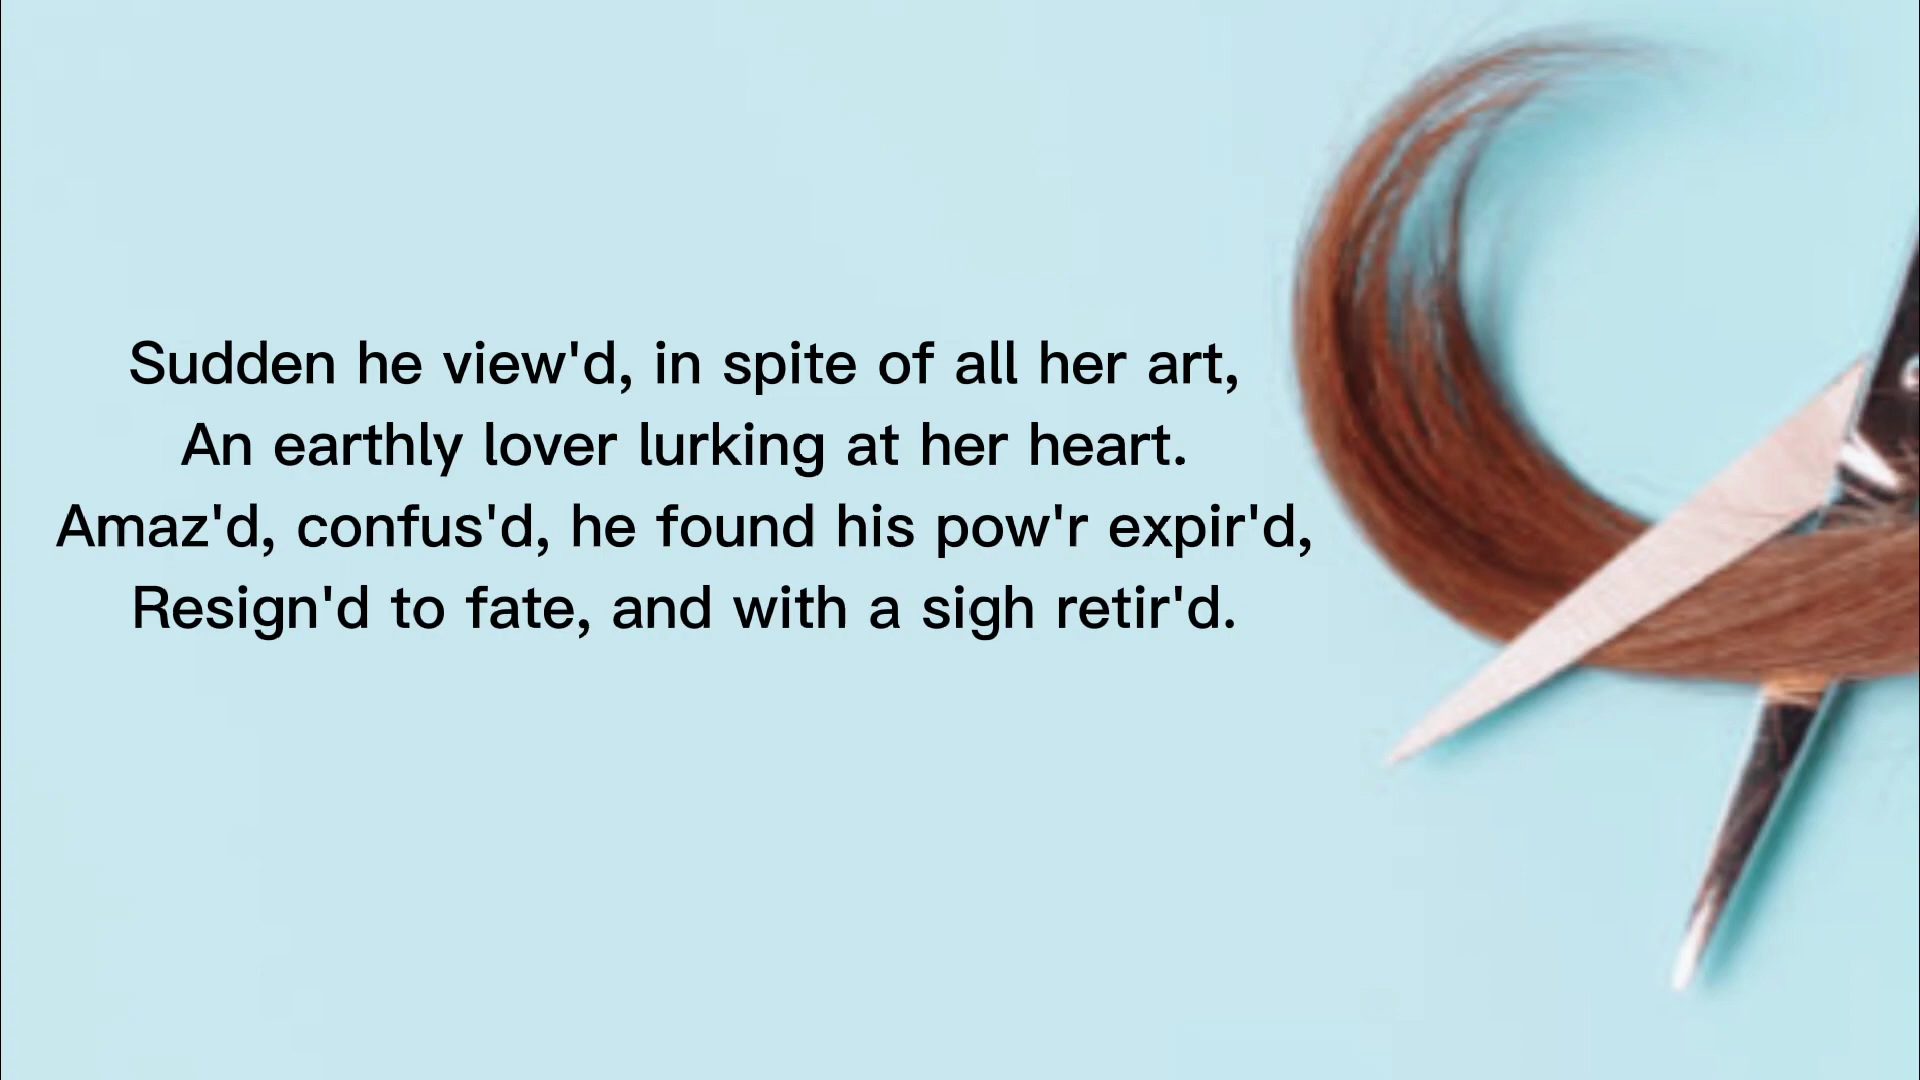 Sudden he view'd, in spite of all her art,
An earthly lover lurking at her heart.
Amaz'd, confus'd, he found his pow'r expir'd,
Resign'd to fate, and with a sigh retir'd.